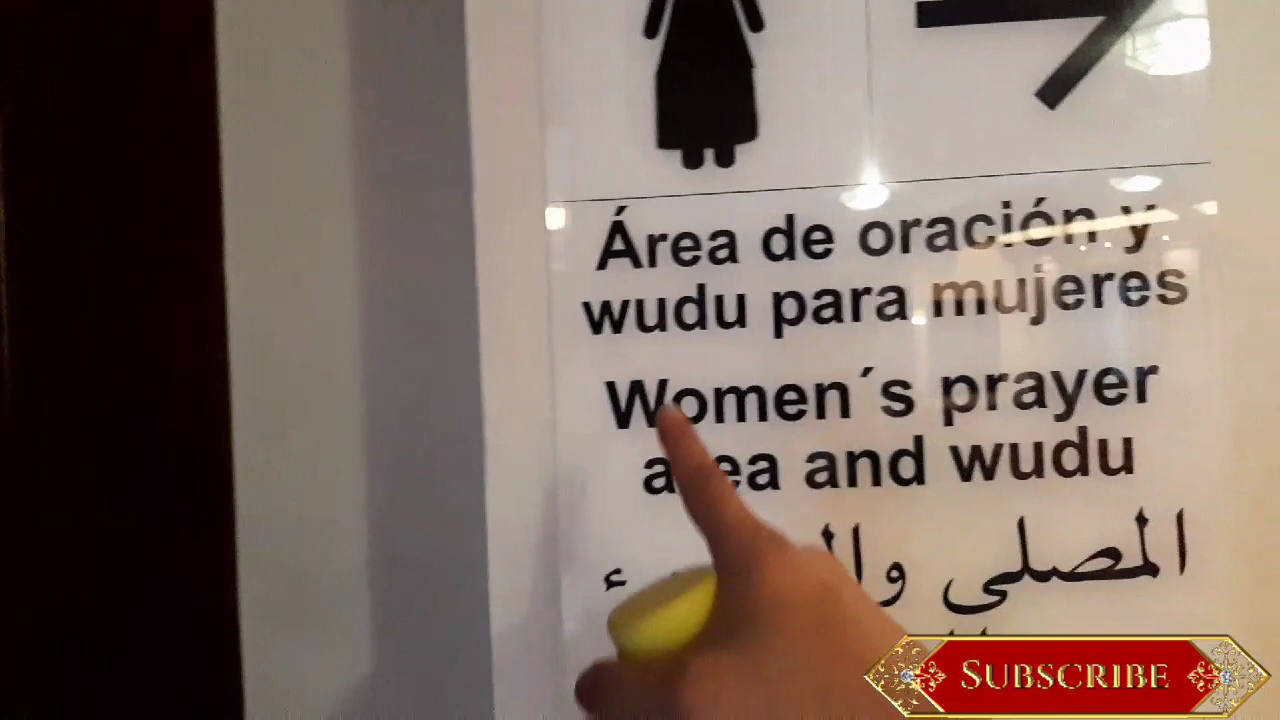 Área de oración y
wudu para mujeres
Women´s prayer
area and wudu
المصلى
SUBSCRIBE